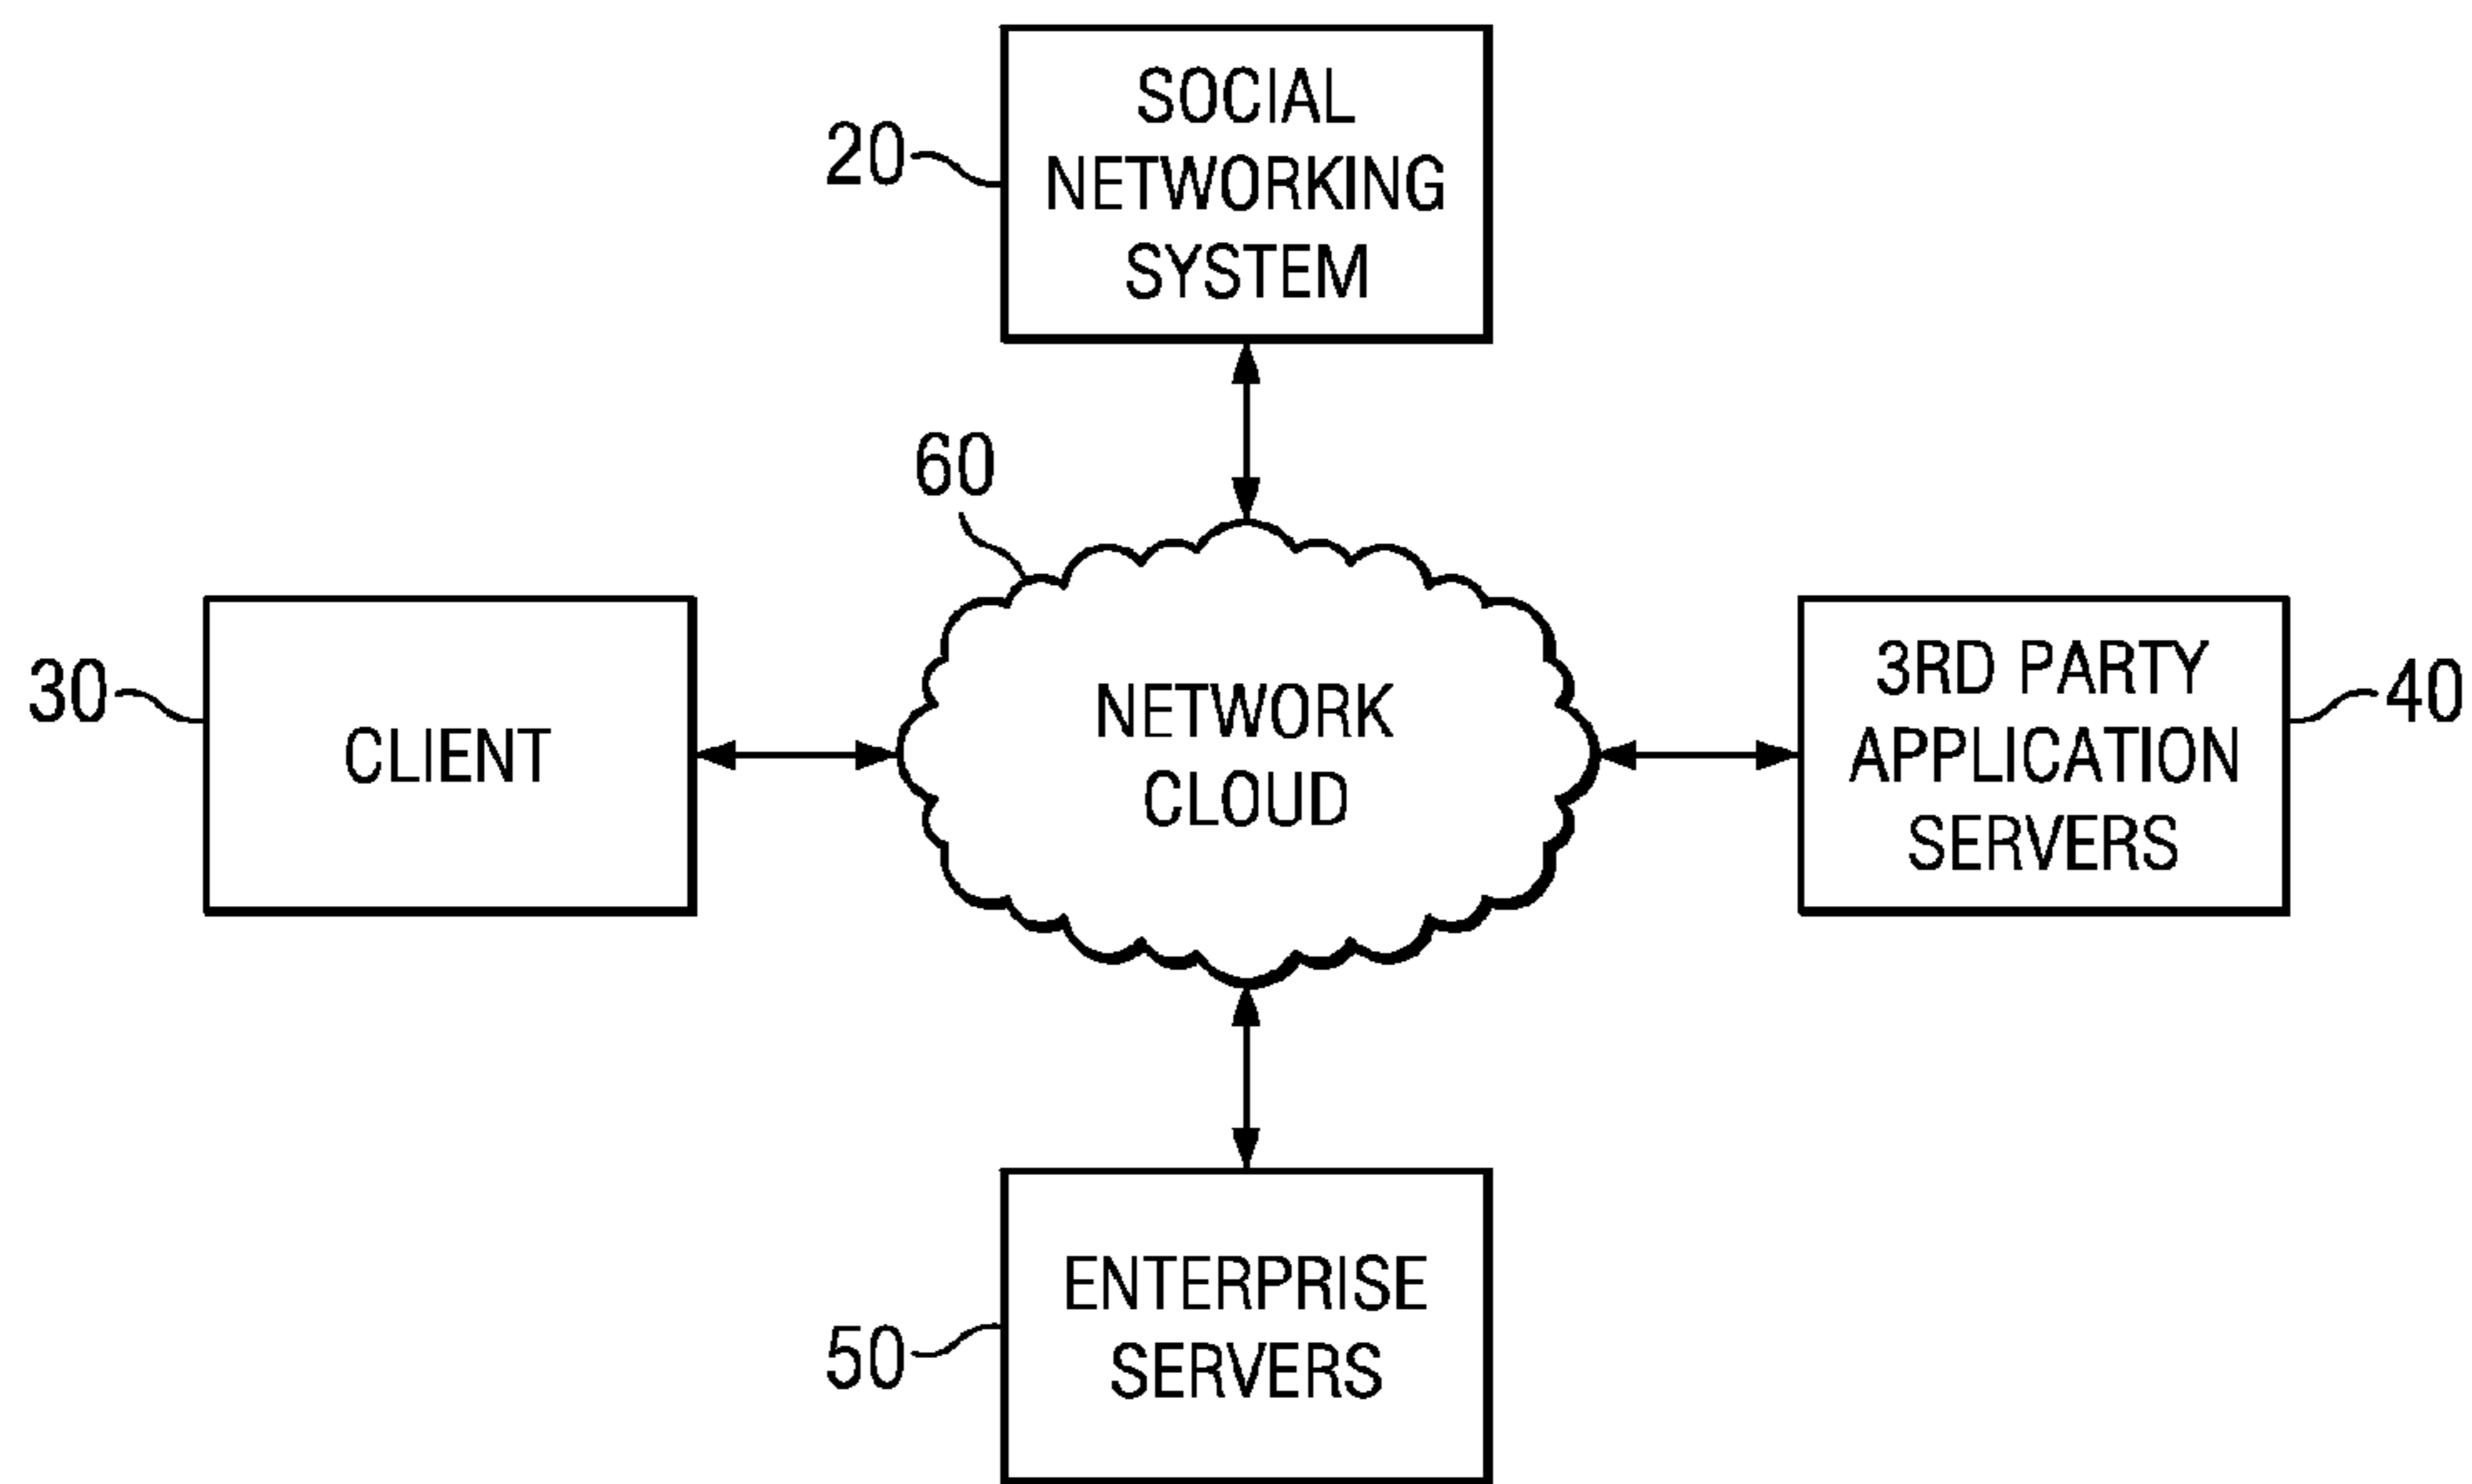 SOCIAL
NETWORKING
SYSTEM
20
60
30
CLIENT
NETWORK
CLOUD
3RD PARTY
APPLICATION
SERVERS
40
ENTERPRISE
SERVERS
50